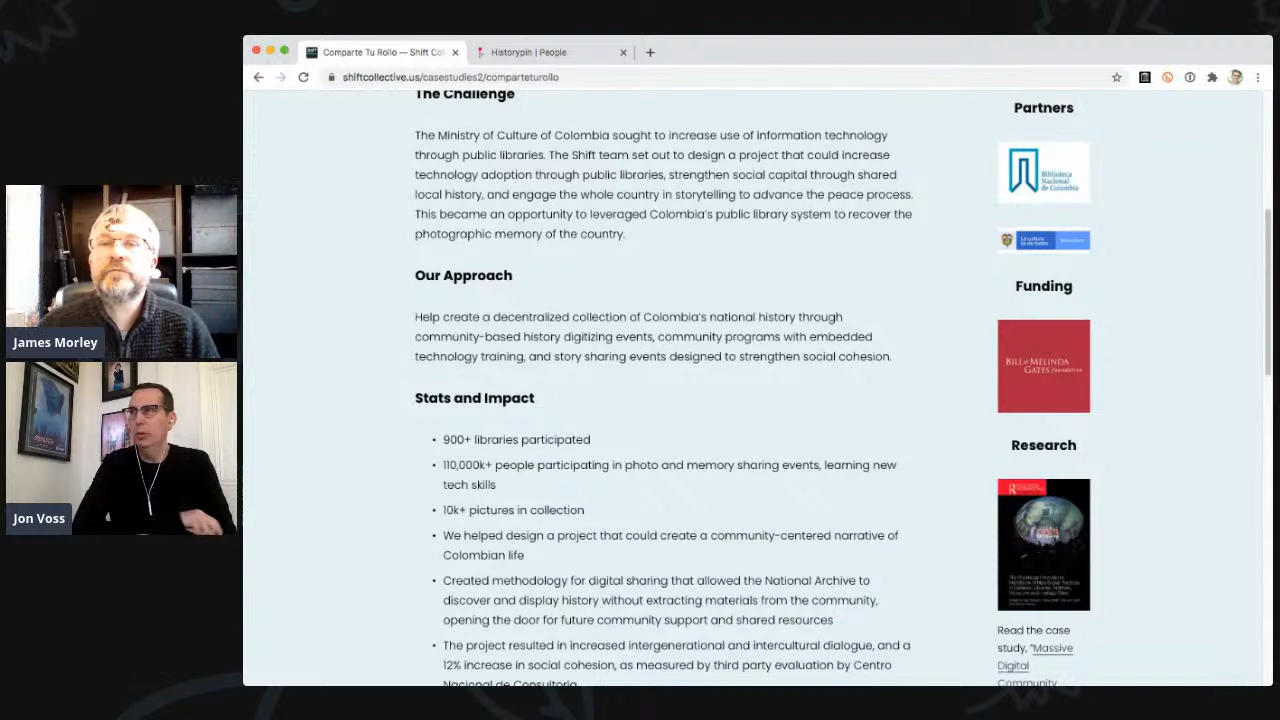 Comparte Tu Rollo — Shift Co
Historypin | People
shiftcollective.us/casestudies2/comparteturollo
The Challenge
The Ministry of Culture of Colombia sought to increase use of information technology
through public libraries. The Shift team set out to design a project that could increase
technology adoption through public libraries, strengthen social capital through shared
local history, and engage the whole country in storytelling to advance the peace process.
This became an opportunity to leveraged Colombia's public library system to recover the
photographic memory of the country.
Our Approach
Help create a decentralized collection of Colombia's national history through
community-based history digitizing events, community programs with embedded
technology training, and story sharing events designed to strengthen social cohesion.
Stats and Impact
• 900+ libraries participated
• 110,000k+ people participating in photo and memory sharing events, learning new
tech skills
• 10k+ pictures in collection
• We helped design a project that could create a community-centered narrative of
Colombian life
• Created methodology for digital sharing that allowed the National Archive to
discover and display history without extracting materials from the community,
opening the door for future community support and shared resources
• The project resulted in increased intergenerational and intercultural dialogue, and a
12% increase in social cohesion, as measured by third party evaluation by Centro
Nacional de Consultoria
Partners
Biblioteca
Nacional
de Colombia
La cultura
es de todos
Funding
BILL & MELINDA
GATES foundation
Research
Read the case
study, “Massive
Digital
Community
James Morley
Jon Voss